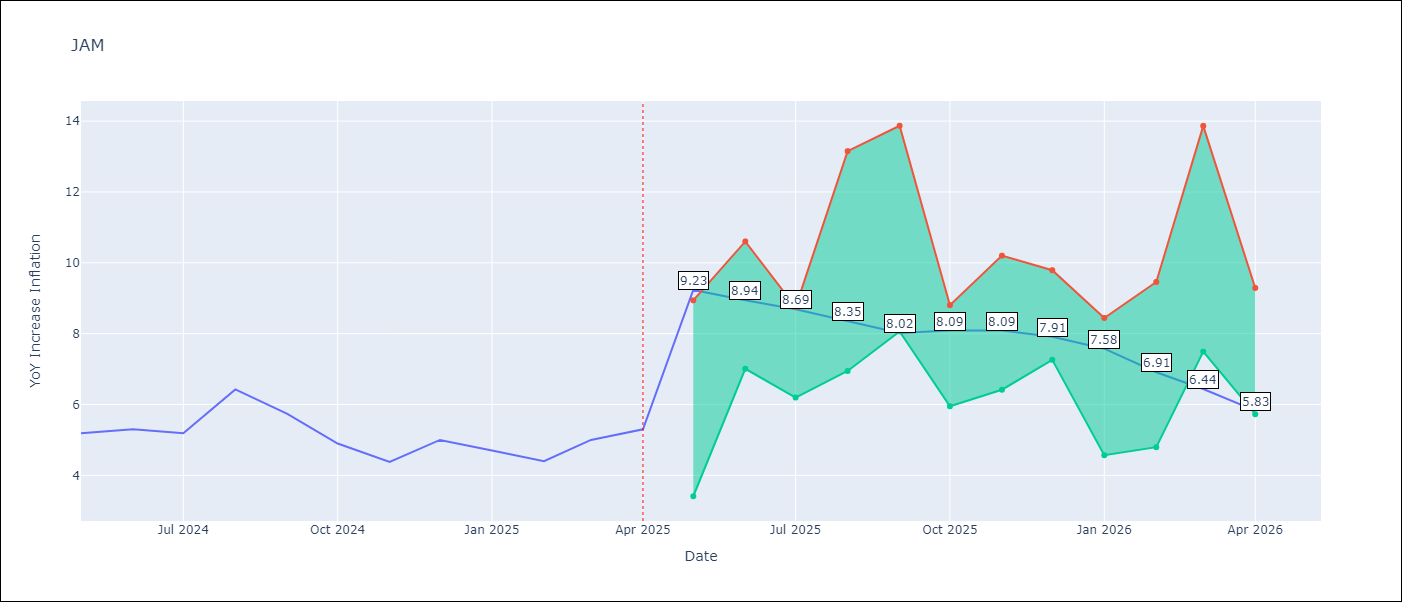 JAM
YoY Increase Inflation
14
12
10
8
6
4
9.23
8.94
8.69
8.35
8.02
8.09
8.09
7.91
7.58
6.91
6.44
5.83
Jul 2024
Oct 2024
Jan 2025
Apr 2025
Jul 2025
Oct 2025
Jan 2026
Apr 2026
Date